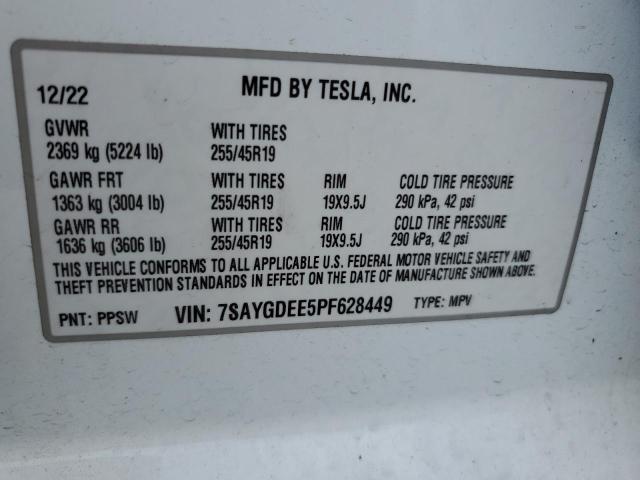 12/22 MFD BY TESLA, INC.
GVWR WITH TIRES
2369 kg (5224 lb) 255/45R19
GAWR FRT WITH TIRES RIM COLD TIRE PRESSURE
1363 kg (3004 lb) 255/45R19 19X9.5J 290 kPa, 42 psi
GAWR RR WITH TIRES RIM COLD TIRE PRESSURE
1636 kg (3606 lb) 255/45R19 19X9.5J 290 kPa, 42 psi
THIS VEHICLE CONFORMS TO ALL APPLICABLE U.S. FEDERAL MOTOR VEHICLE SAFETY AND
THEFT PREVENTION STANDARDS IN EFFECT ON THE DATE OF MANUFACTURE SHOWN ABOVE.
PNT: PPSW VIN: 7SAYGDEE5PF628449 TYPE: MPV